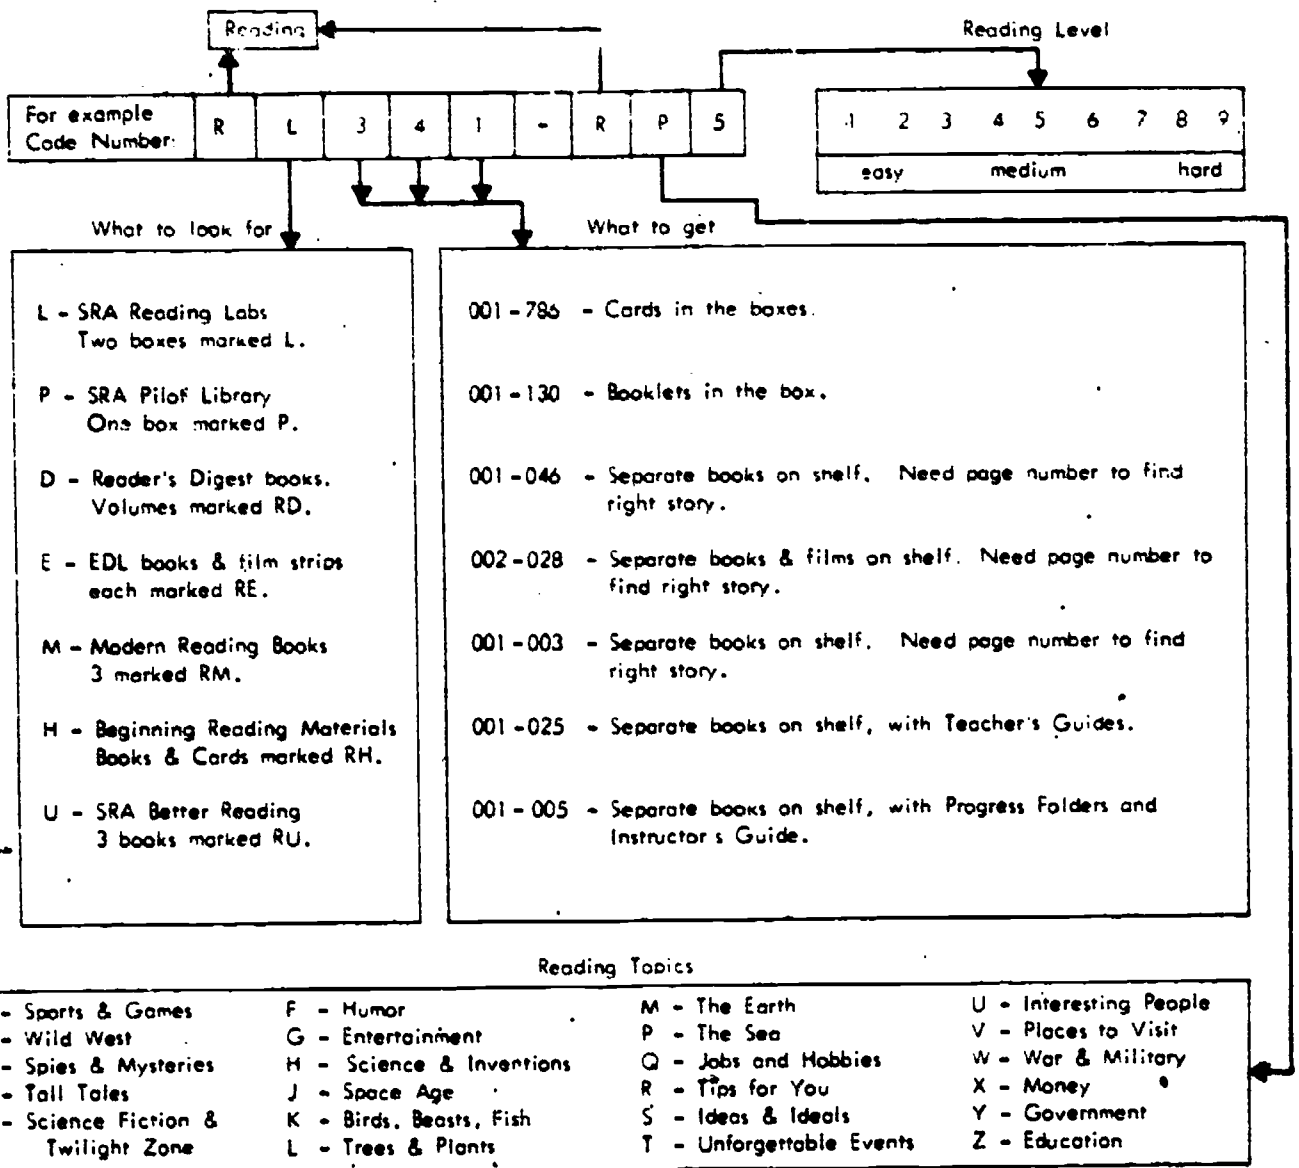 Reading
Reading Level
For example
Code Number:
R L 3 4 1 - R P 5
1 2 3 4 5 6 7 8 9
easy medium hard
What to look for
What to get
L - SRA Reading Labs
Two boxes marked L.
001 - 786 - Cards in the boxes.
P - SRA Pilot Library
One box marked P.
001 - 130 - Booklets in the box.
D - Reader's Digest books.
Volumes marked RD.
001 - 046 - Separate books on shelf. Need page number to find
right story.
E - EDL books & film strips
each marked RE.
002 - 028 - Separate books & films on shelf. Need page number to
find right story.
M - Modern Reading Books
3 marked RM.
001 - 003 - Separate books on shelf. Need page number to find
right story.
H - Beginning Reading Materials
Books & Cards marked RH.
001 - 025 - Separate books on shelf, with Teacher's Guides.
U - SRA Better Reading
3 books marked RU.
001 - 005 - Separate books on shelf, with Progress Folders and
Instructor's Guide.
Reading Topics
- Sports & Games
- Wild West
- Spies & Mysteries
- Tall Tales
- Science Fiction &
Twilight Zone
F - Humor
G - Entertainment
H - Science & Inventions
J - Space Age
K - Birds, Beasts, Fish
L - Trees & Plants
M - The Earth
P - The Sea
Q - Jobs and Hobbies
R - Tips for You
S - Ideas & Ideals
T - Unforgettable Events
U - Interesting People
V - Places to Visit
W - War & Military
X - Money
Y - Government
Z - Education